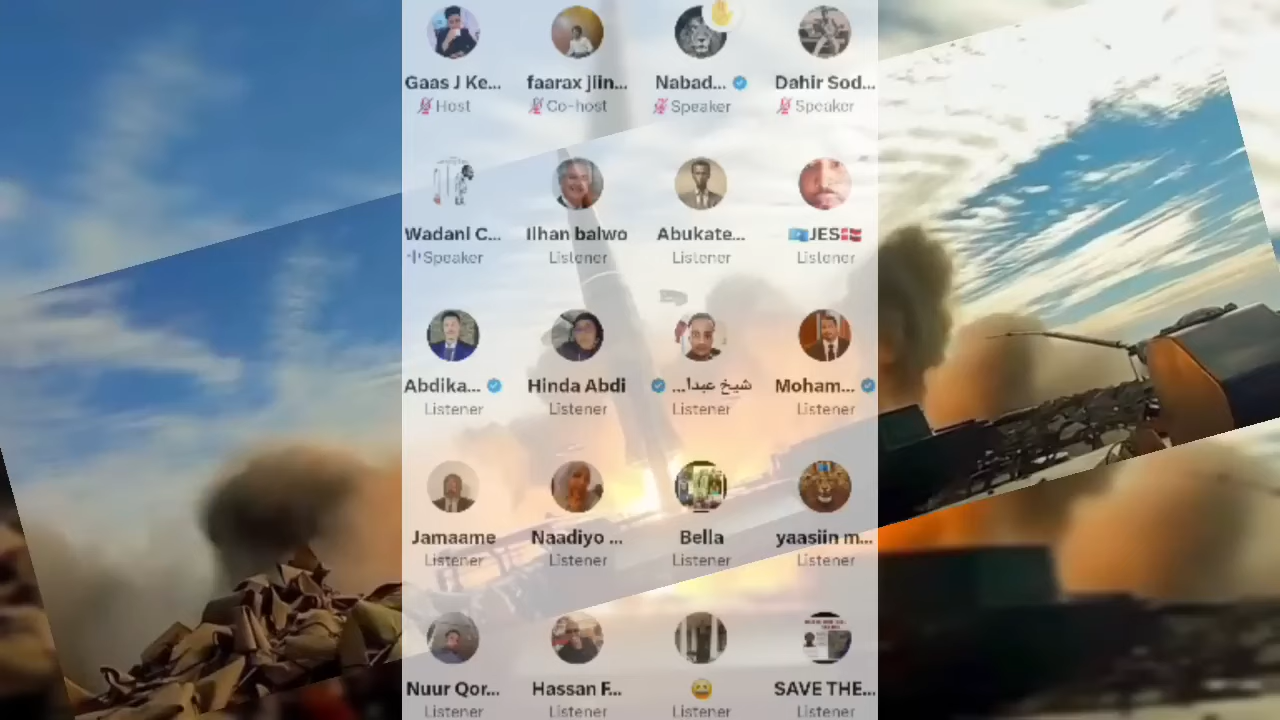 Gaas J Ke... faarax jiin... Nabad... Dahir Sod...
Host Co-host Speaker Speaker
Wadani C... Ilhan balwo Abukate... JES
Speaker Listener Listener Listener
Abdika... Hinda Abdi شيخ عبدا... Moham...
Listener Listener Listener Listener
Jamaame Naadiyo ... Bella yaasiin m...
Listener Listener Listener Listener
Nuur Qor... Hassan F... 😆 SAVE THE...
Listener Listener Listener Listener